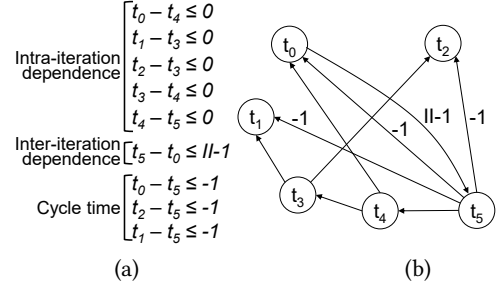 t0 – t4 ≤ 0
t1 – t3 ≤ 0
Intra-iteration dependence
t2 – t3 ≤ 0
t3 – t4 ≤ 0
t4 – t5 ≤ 0
Inter-iteration dependence
t5 – t0 ≤ II-1
t0 – t5 ≤ -1
Cycle time
t2 – t5 ≤ -1
t1 – t5 ≤ -1
(a)
t0
t2
t1
-1
-1
II-1
-1
t3
t4
t5
(b)